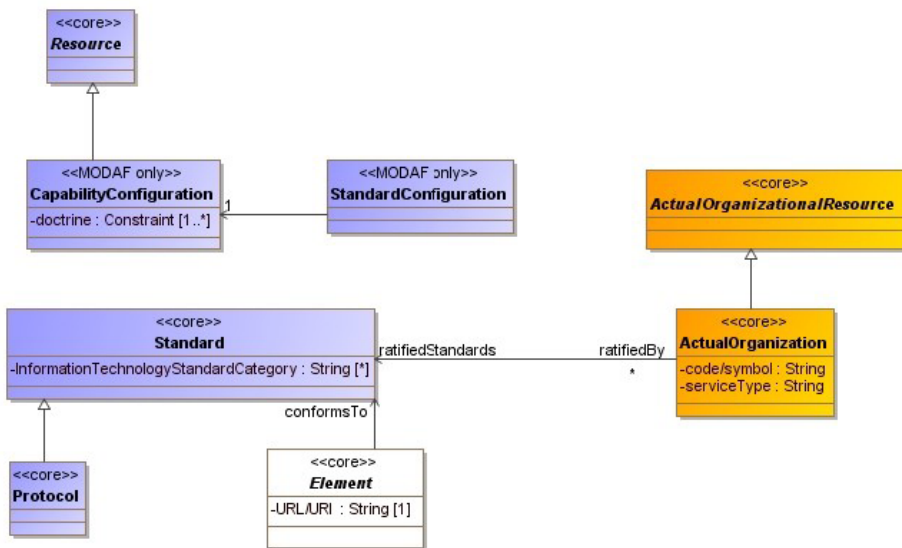 <<core>>
Resource
<<MODAF only>>
CapabilityConfiguration
-doctrine : Constraint [1..*]
1
<<MODAF only>>
StandardConfiguration
<<core>>
ActualOrganizationalResource
<<core>>
Standard
-InformationTechnologyStandardCategory : String [*]
ratifiedStandards
ratifiedBy
*
<<core>>
ActualOrganization
-code/symbol : String
-serviceType : String
conformsTo
<<core>>
Protocol
<<core>>
Element
-URL/URI : String [1]